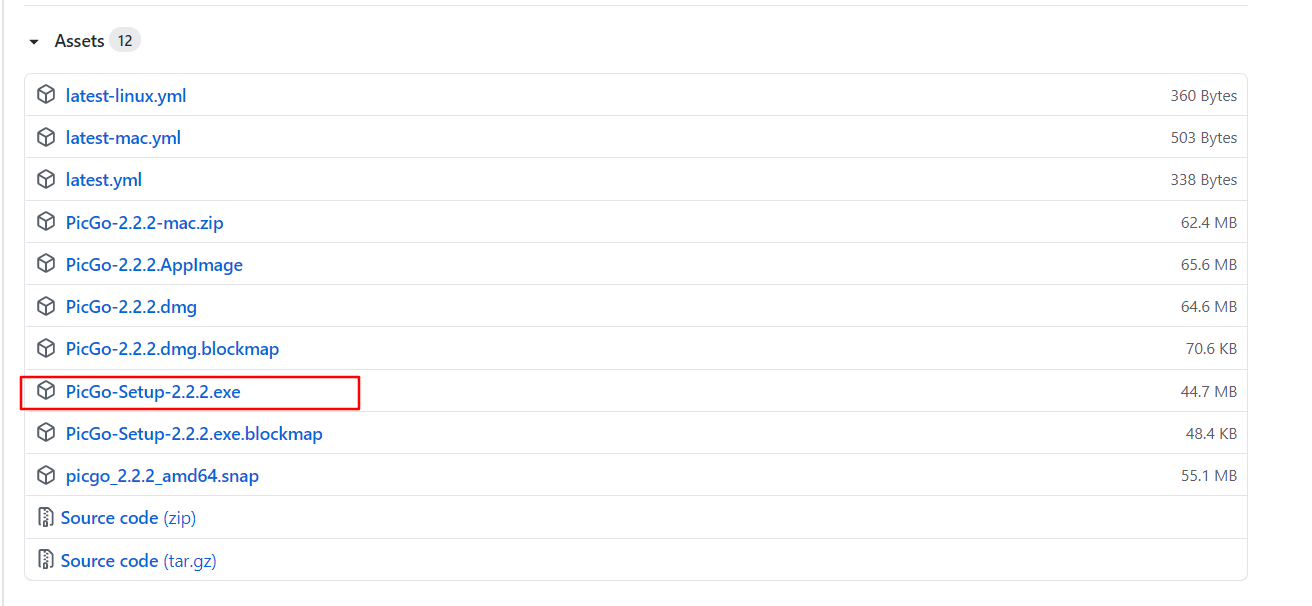 Assets 12
latest-linux.yml 360 Bytes
latest-mac.yml 503 Bytes
latest.yml 338 Bytes
PicGo-2.2.2-mac.zip 62.4 MB
PicGo-2.2.2.AppImage 65.6 MB
PicGo-2.2.2.dmg 64.6 MB
PicGo-2.2.2.dmg.blockmap 70.6 KB
PicGo-Setup-2.2.2.exe 44.7 MB
PicGo-Setup-2.2.2.exe.blockmap 48.4 KB
picgo_2.2.2_amd64.snap 55.1 MB
Source code (zip)
Source code (tar.gz)